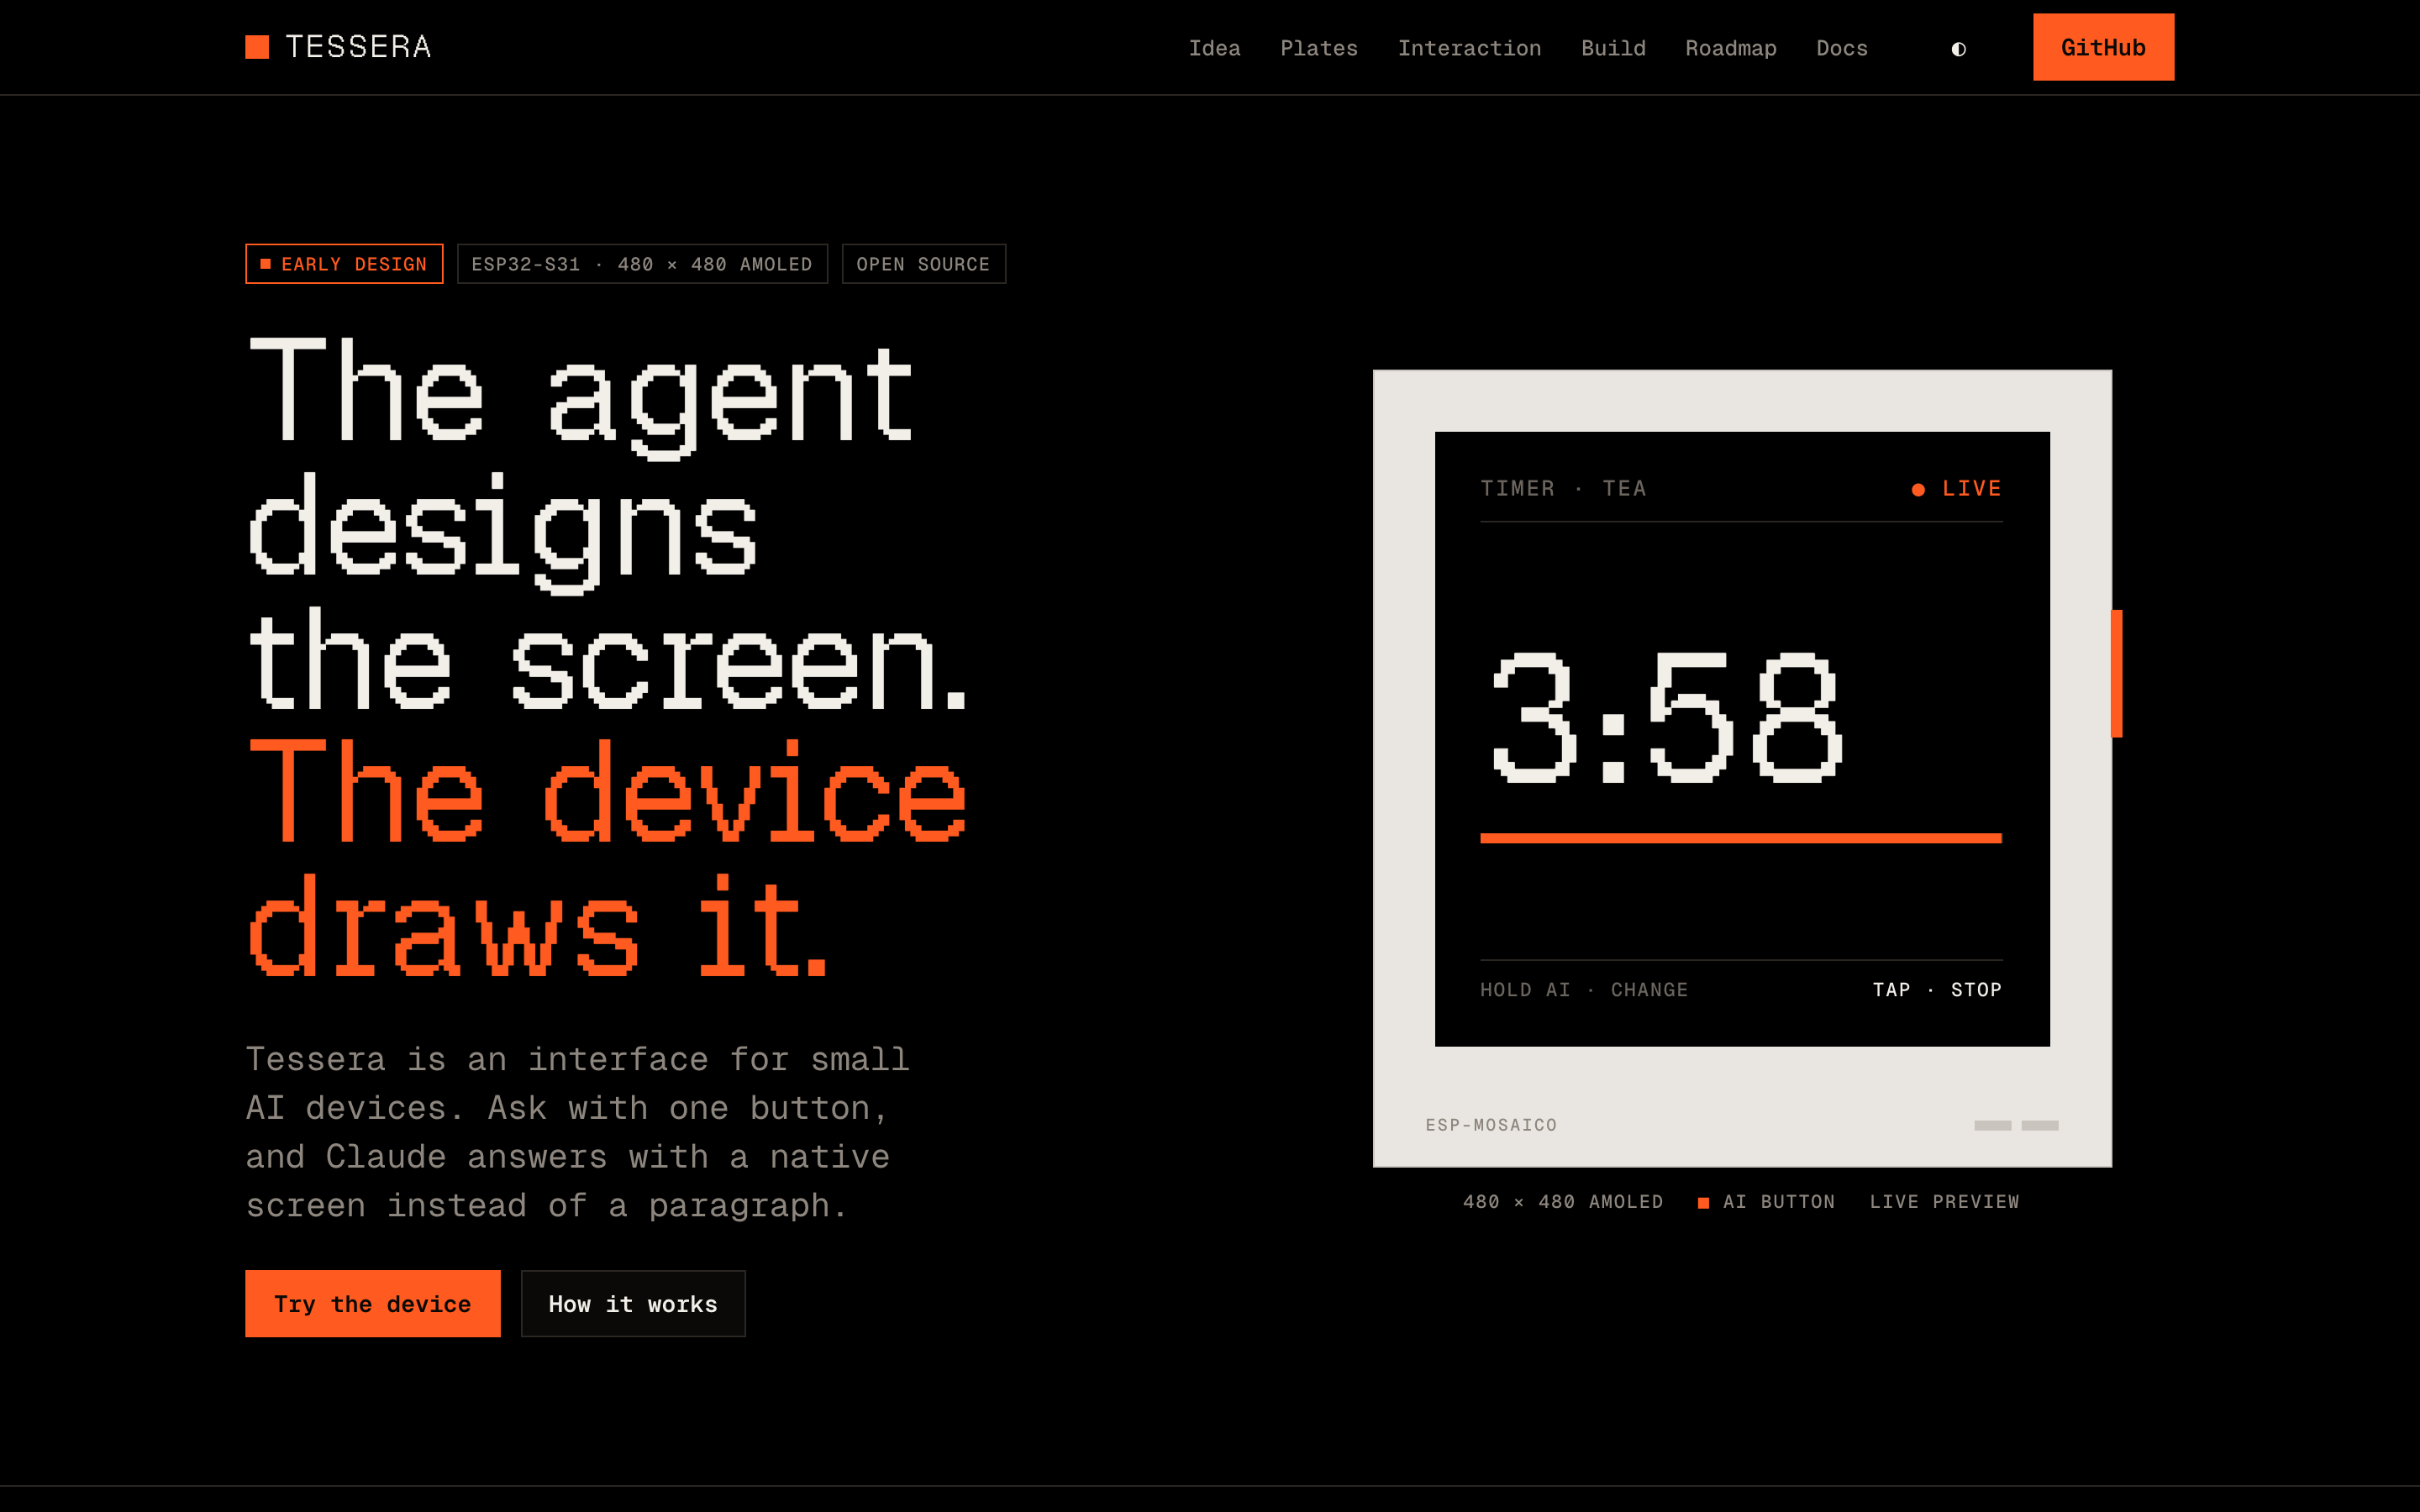 TESSERA
Idea
Plates
Interaction
Build
Roadmap
Docs
GitHub
EARLY DESIGN
ESP32-S31 · 480 × 480 AMOLED
OPEN SOURCE
The agent
designs
the screen.
The device
draws it.
Tessera is an interface for small
AI devices. Ask with one button,
and Claude answers with a native
screen instead of a paragraph.
Try the device
How it works
TIMER · TEA
LIVE
3:58
HOLD AI · CHANGE
TAP · STOP
ESP-MOSAICO
480 × 480 AMOLED
AI BUTTON
LIVE PREVIEW